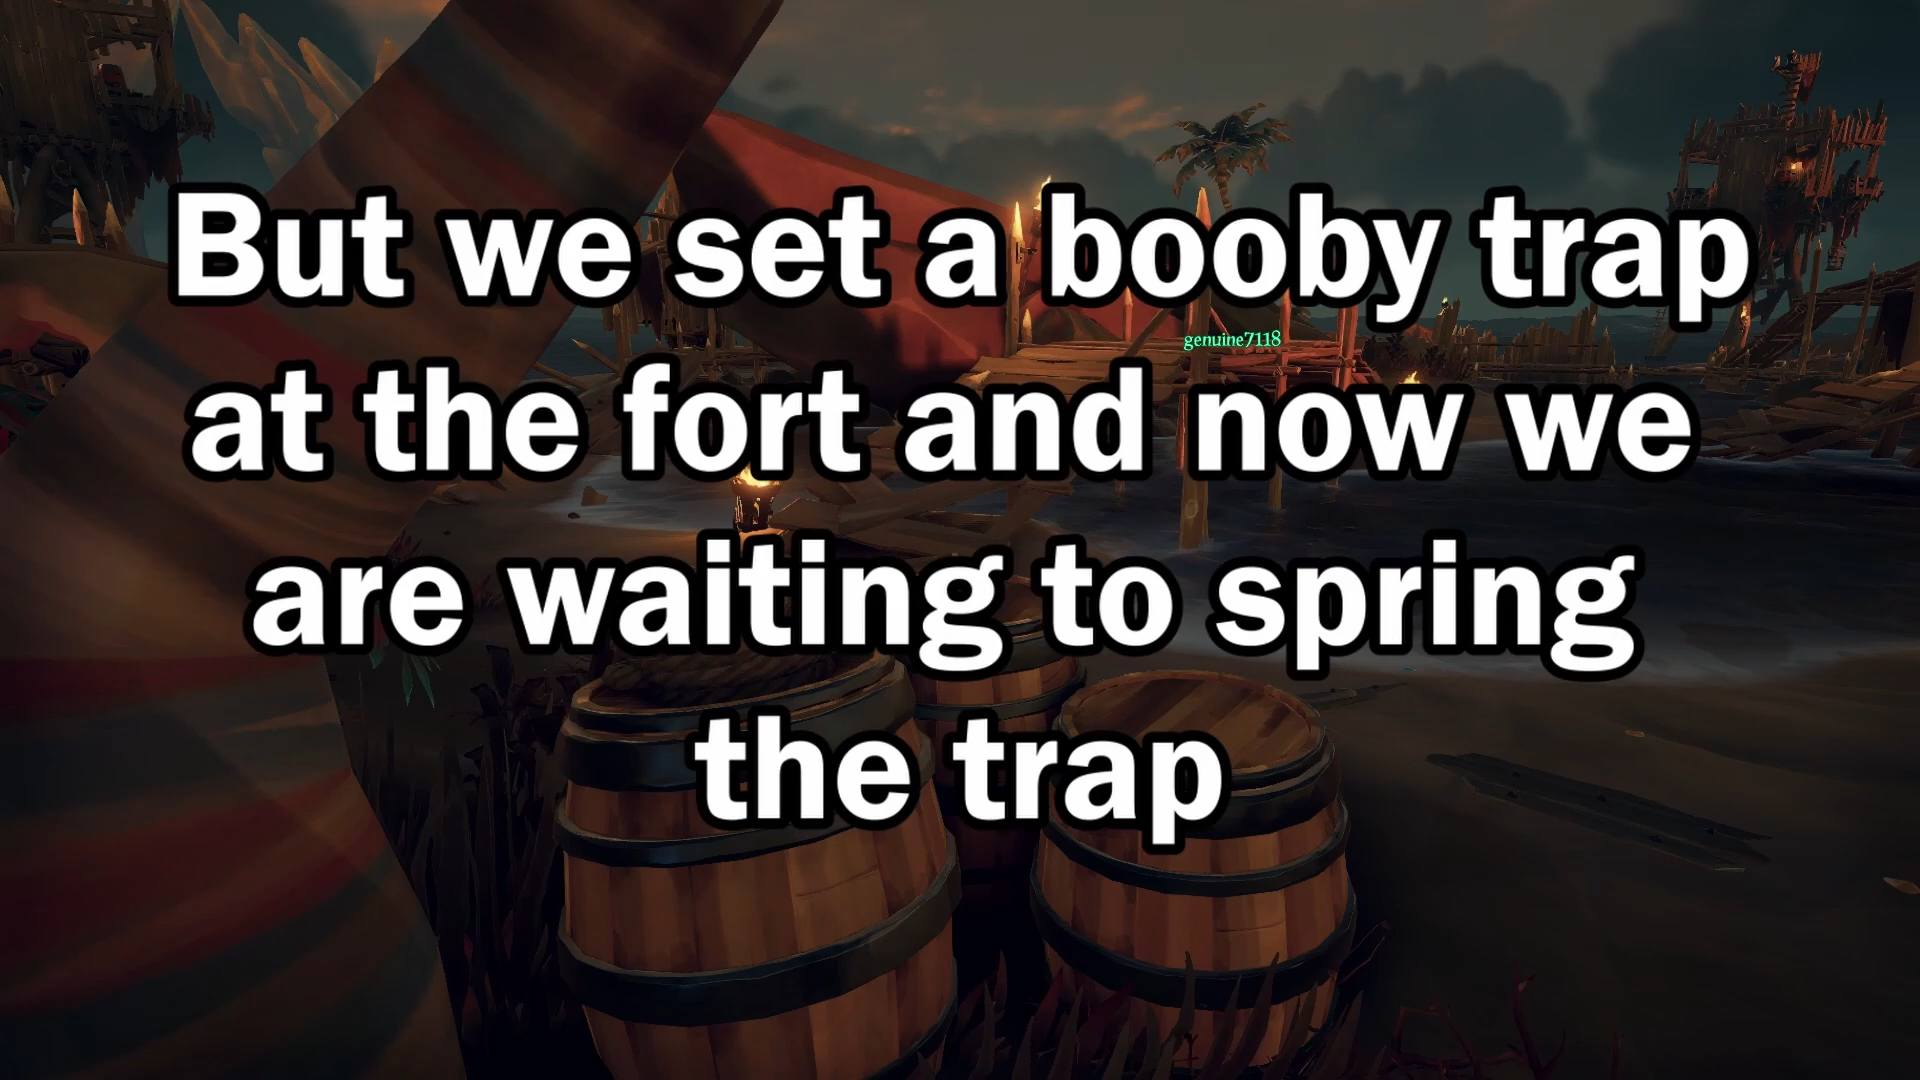 But we set a booby trap
genuine7118
at the fort and now we
are waiting to spring
the trap